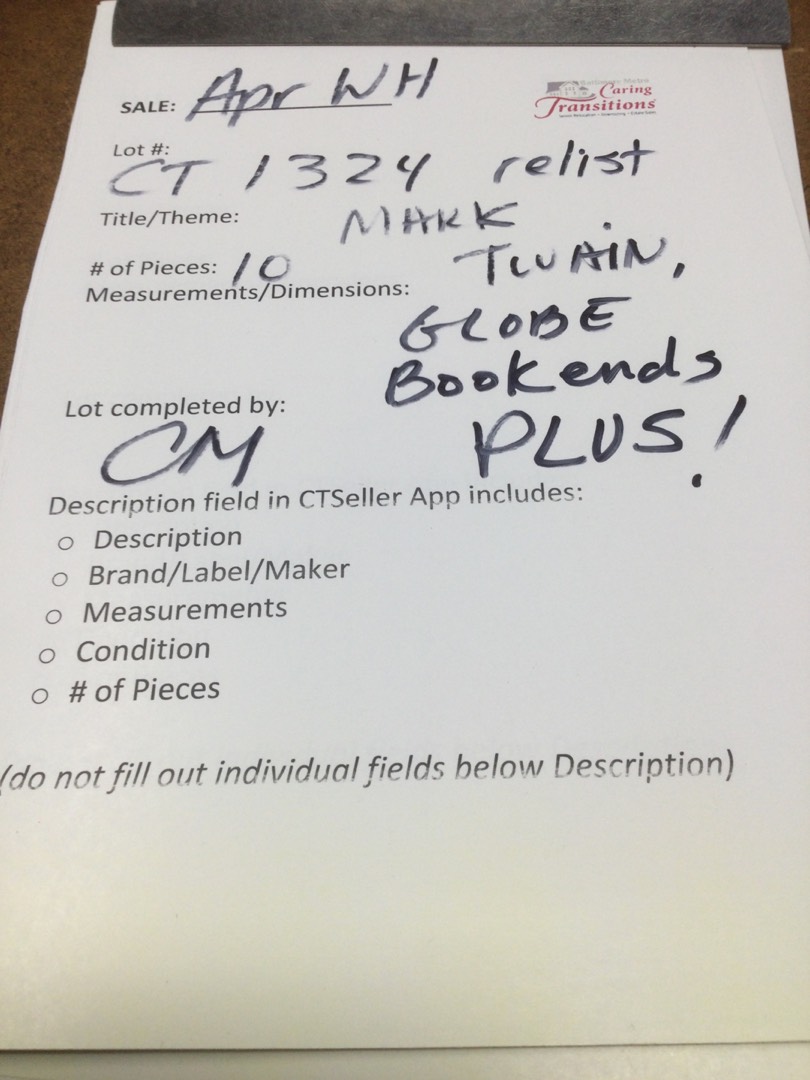 SALE: Apr WH
Caring
Transitions
Lot #:
CT 1324 relist
Title/Theme: MARK
# of Pieces: 10 TWAIN,
Measurements/Dimensions:
GLOBE
Bookends
Lot completed by:
CM PLUS!
Description field in CTSeller App includes:
○ Description
○ Brand/Label/Maker
○ Measurements
○ Condition
○ # of Pieces
(do not fill out individual fields below Description)